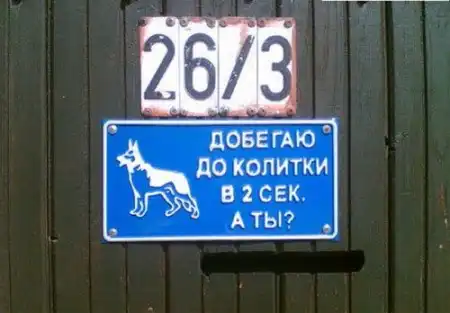 26/3
ДОБЕГАЮ
ДО КОЛИТКИ
В 2 СЕК.
А ТЫ?